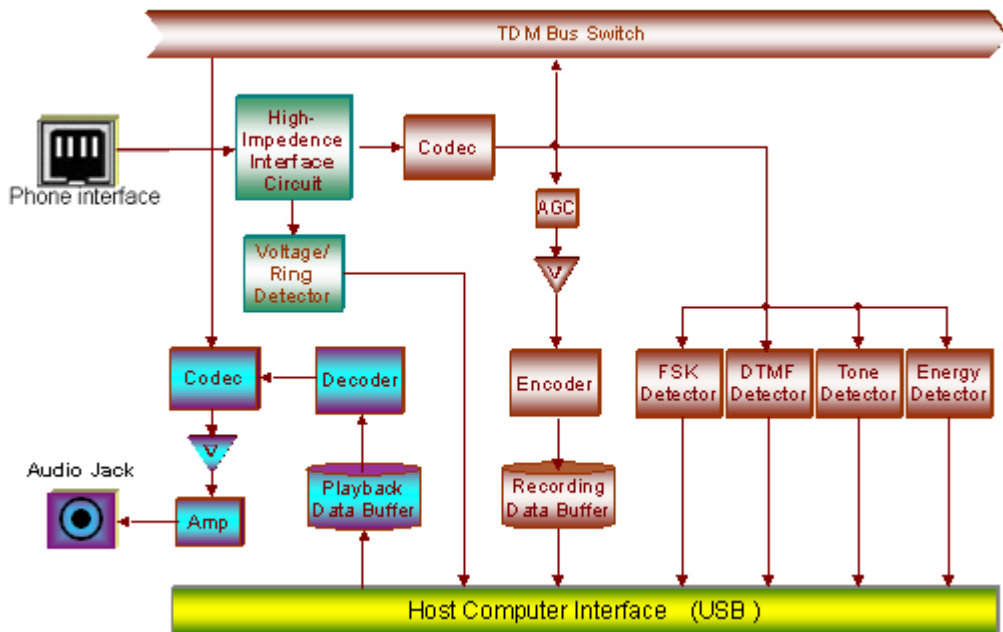 TDM Bus Switch
High-
Impedence
Interface
Circuit
Codec
Phone interface
AGC
V
Voltage/
Ring
Detector
Codec
Decoder
Encoder
FSK
Detector
DTMF
Detector
Tone
Detector
Energy
Detector
V
Audio Jack
Amp
Playback
Data Buffer
Recording
Data Buffer
Host Computer Interface (USB )